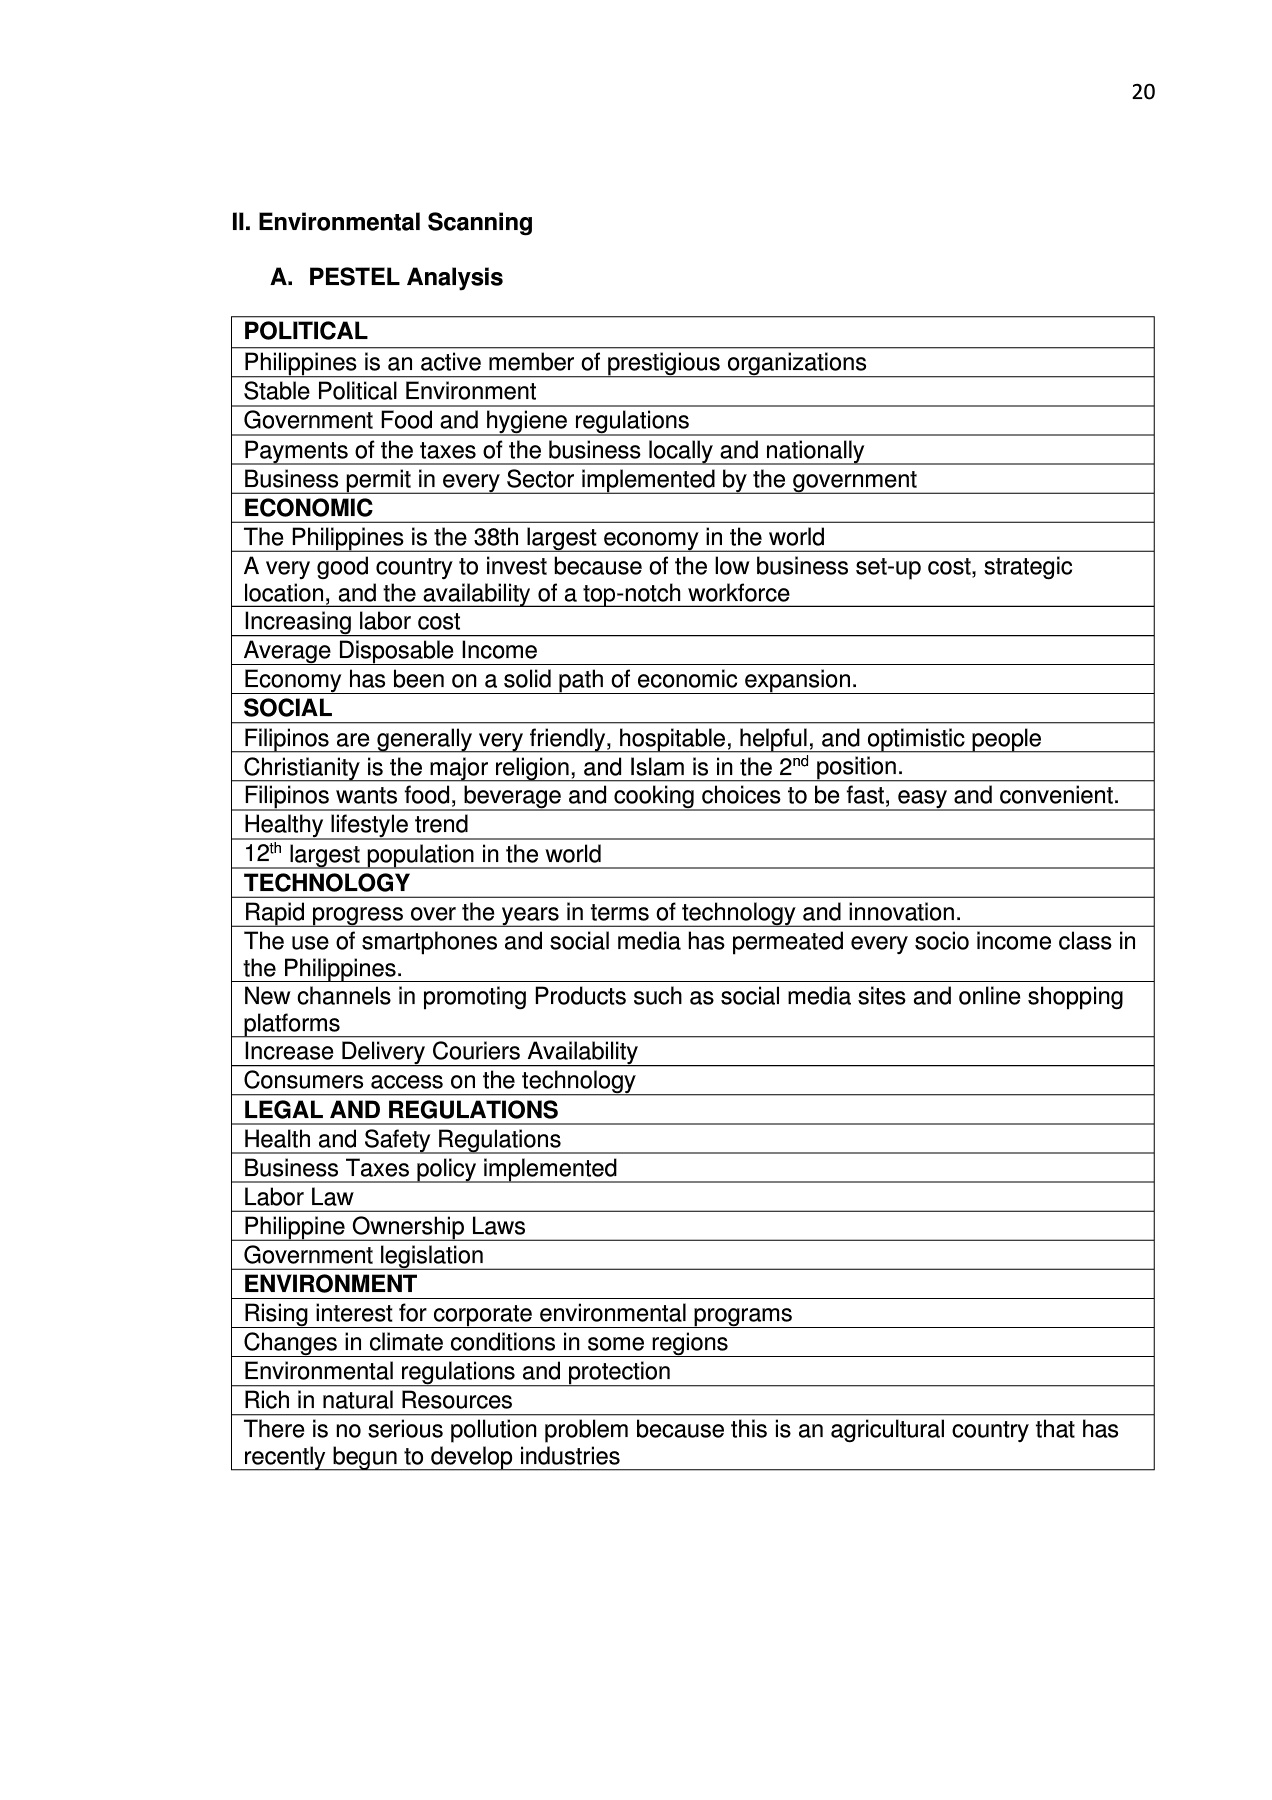 20
II. Environmental Scanning
A. PESTEL Analysis
POLITICAL
Philippines is an active member of prestigious organizations
Stable Political Environment
Government Food and hygiene regulations
Payments of the taxes of the business locally and nationally
Business permit in every Sector implemented by the government
ECONOMIC
The Philippines is the 38th largest economy in the world
A very good country to invest because of the low business set-up cost, strategic
location, and the availability of a top-notch workforce
Increasing labor cost
Average Disposable Income
Economy has been on a solid path of economic expansion.
SOCIAL
Filipinos are generally very friendly, hospitable, helpful, and optimistic people
Christianity is the major religion, and Islam is in the 2nd position.
Filipinos wants food, beverage and cooking choices to be fast, easy and convenient.
Healthy lifestyle trend
12th largest population in the world
TECHNOLOGY
Rapid progress over the years in terms of technology and innovation.
The use of smartphones and social media has permeated every socio income class in
the Philippines.
New channels in promoting Products such as social media sites and online shopping
platforms
Increase Delivery Couriers Availability
Consumers access on the technology
LEGAL AND REGULATIONS
Health and Safety Regulations
Business Taxes policy implemented
Labor Law
Philippine Ownership Laws
Government legislation
ENVIRONMENT
Rising interest for corporate environmental programs
Changes in climate conditions in some regions
Environmental regulations and protection
Rich in natural Resources
There is no serious pollution problem because this is an agricultural country that has
recently begun to develop industries